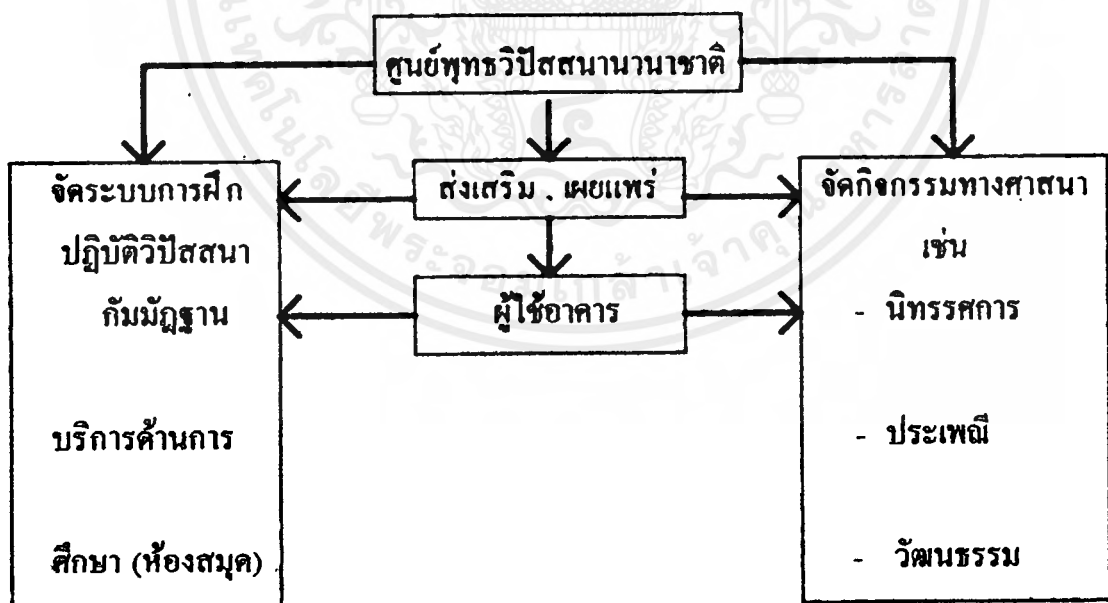 ศูนย์พุทธวิปัสสนานานาชาติ
จัดระบบการฝึก
ปฏิบัติวิปัสสนา
กัมมัฏฐาน
บริการด้านการ
ศึกษา (ห้องสมุด)
ส่งเสริม , เผยแพร่
ผู้ใช้อาคาร
จัดกิจกรรมทางศาสนา
เช่น
- นิทรรศการ
- ประเพณี
- วัฒนธรรม